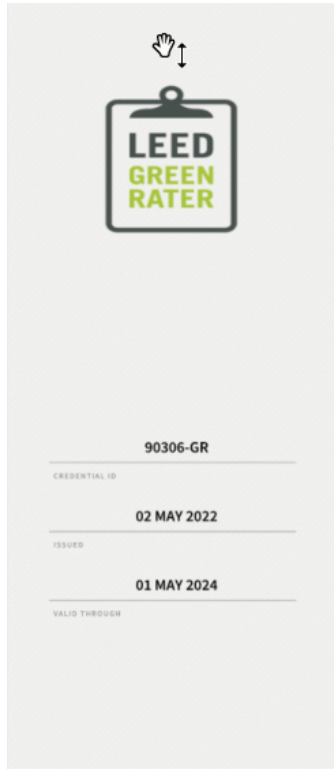 LEED
GREEN
RATER
90306-GR
CREDENTIAL ID
02 MAY 2022
ISSUED
01 MAY 2024
VALID THROUGH